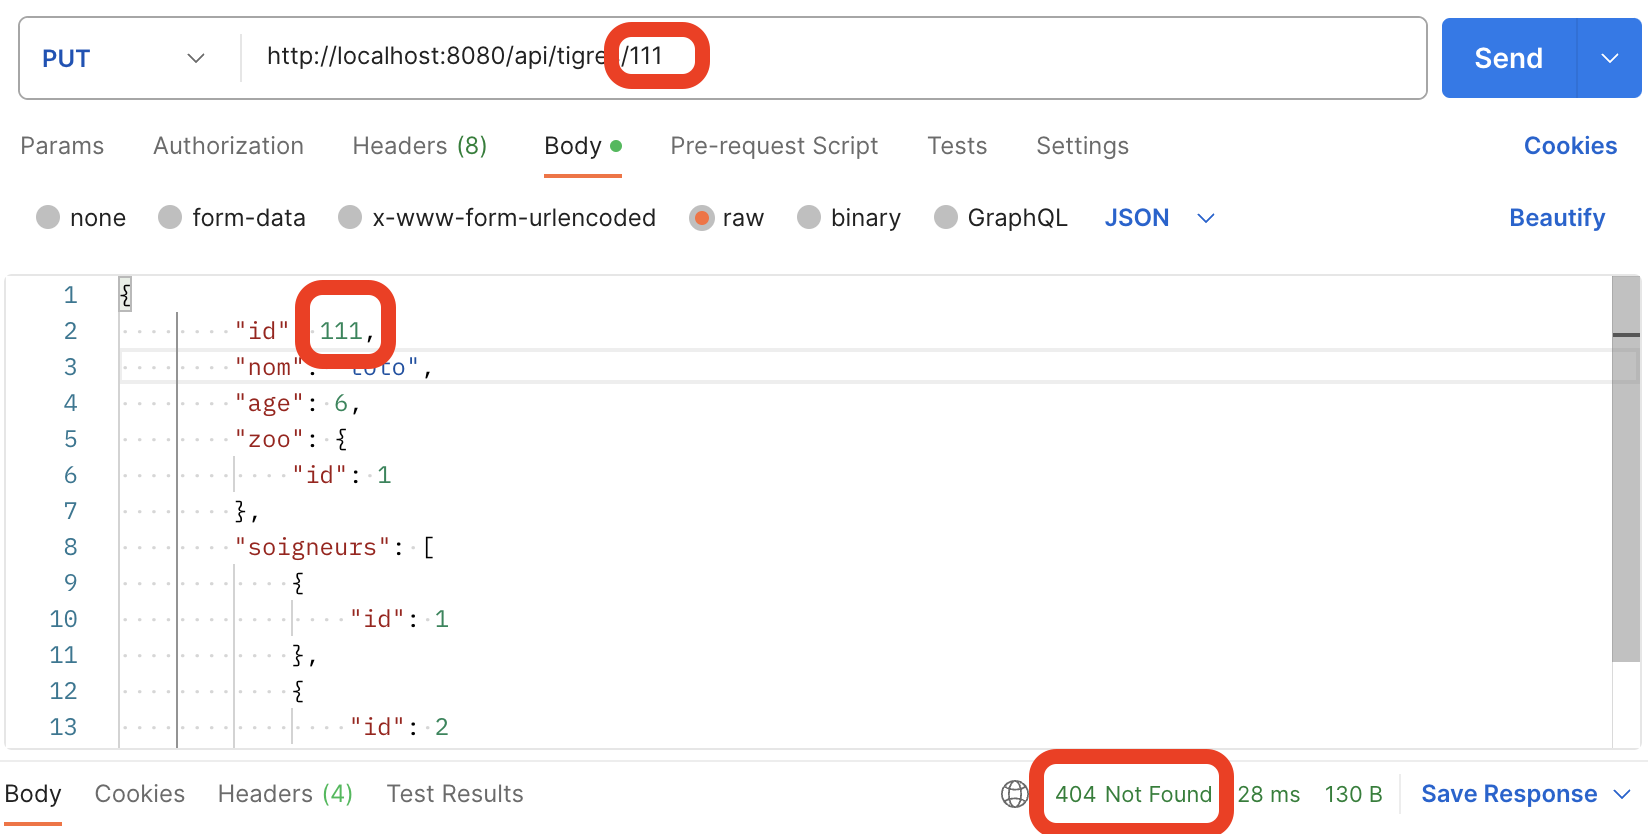 PUT http://localhost:8080/api/tigre /111 Send
Params Authorization Headers (8) Body Pre-request Script Tests Settings Cookies
none form-data x-www-form-urlencoded raw binary GraphQL JSON Beautify
1 {
2 "id" 111,
3 "nom": "toto",
4 "age": 6,
5 "zoo": {
6 "id": 1
7 },
8 "soigneurs": [
9 {
10 "id": 1
11 },
12 {
13 "id": 2
Body Cookies Headers (4) Test Results 404 Not Found 28 ms 130 B Save Response